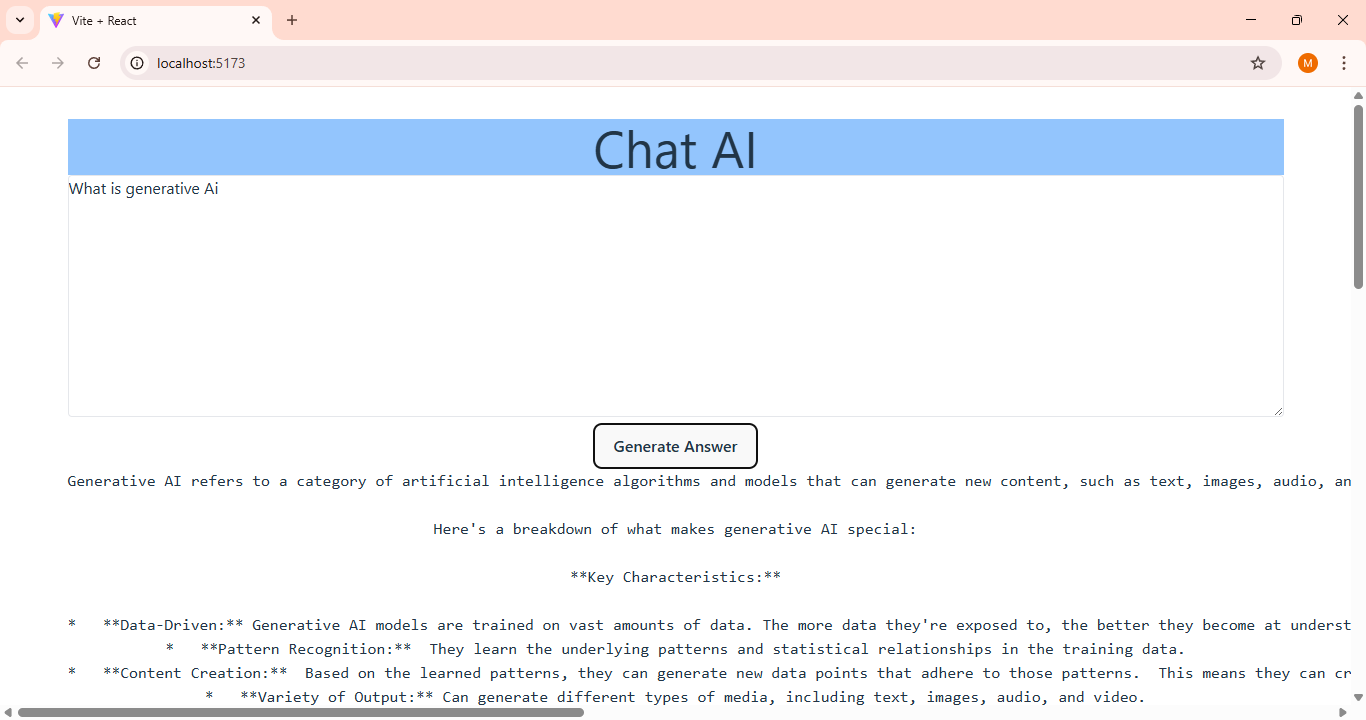 Vite + React
localhost:5173
M
Chat AI
What is generative Ai
Generate Answer
Generative AI refers to a category of artificial intelligence algorithms and models that can generate new content, such as text, images, audio, an
Here's a breakdown of what makes generative AI special:
**Key Characteristics:**
*   **Data-Driven:** Generative AI models are trained on vast amounts of data. The more data they're exposed to, the better they become at underst
*   **Pattern Recognition:**  They learn the underlying patterns and statistical relationships in the training data.
*   **Content Creation:**  Based on the learned patterns, they can generate new data points that adhere to those patterns.  This means they can cr
*   **Variety of Output:** Can generate different types of media, including text, images, audio, and video.